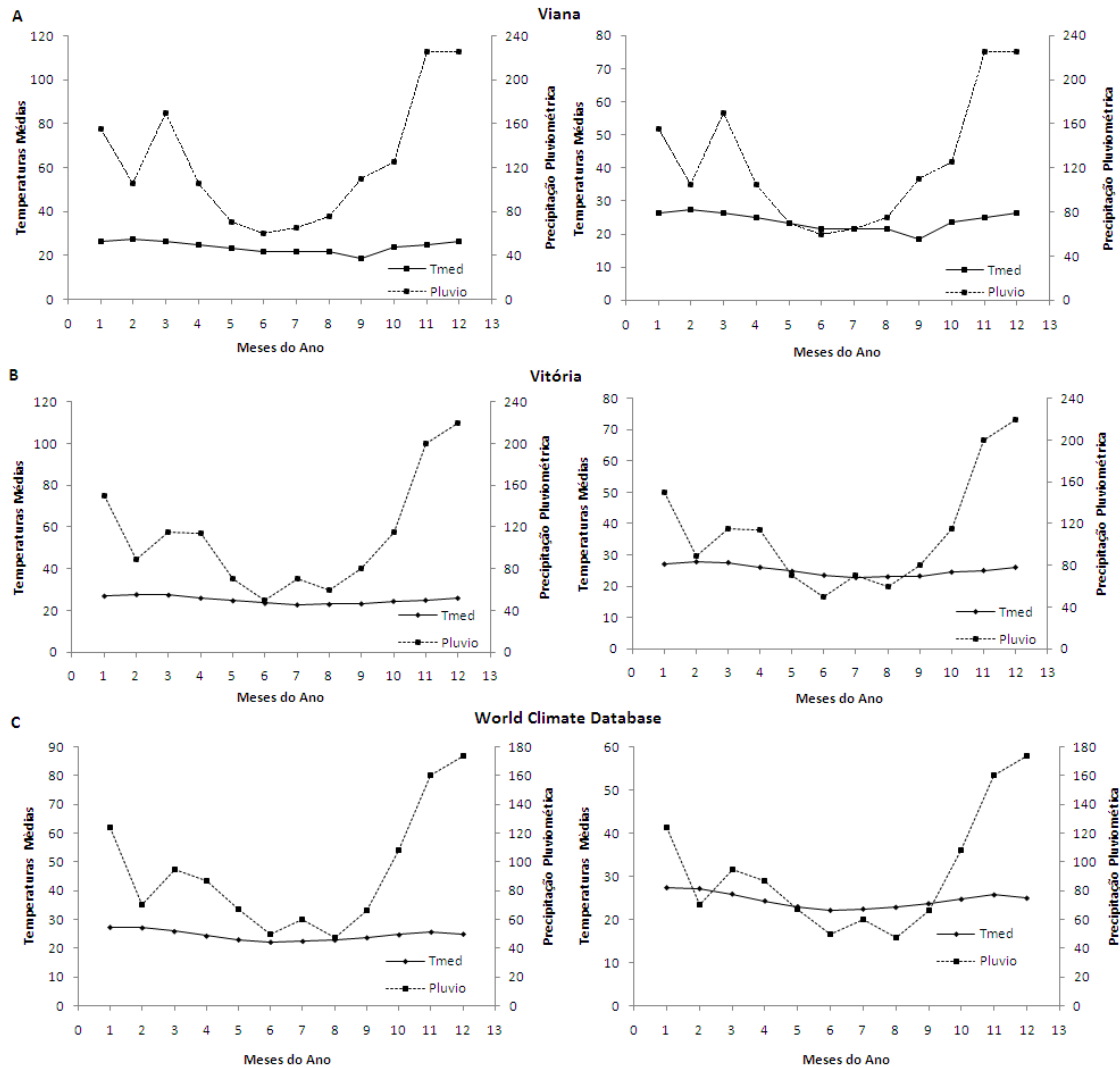 A
Viana
Temperaturas Médias
120
100
80
60
40
20
0
Precipitação Pluviométrica
240
200
160
120
80
40
0
Tmed
Pluvio
0 1 2 3 4 5 6 7 8 9 10 11 12 13
Meses do Ano
Temperaturas Médias
80
70
60
50
40
30
20
10
0
Precipitação Pluviométrica
240
200
160
120
80
40
0
Tmed
Pluvio
0 1 2 3 4 5 6 7 8 9 10 11 12 13
Meses do Ano
B
Vitória
Temperaturas Médias
120
100
80
60
40
20
0
Precipitação Pluviométrica
240
200
160
120
80
40
0
Tmed
Pluvio
0 1 2 3 4 5 6 7 8 9 10 11 12 13
Meses do Ano
Temperaturas Médias
80
70
60
50
40
30
20
10
0
Precipitação Pluviométrica
240
200
160
120
80
40
0
Tmed
Pluvio
0 1 2 3 4 5 6 7 8 9 10 11 12 13
Meses do Ano
C
World Climate Database
Temperaturas Médias
90
80
70
60
50
40
30
20
10
0
Precipitação Pluviomética
180
160
140
120
100
80
60
40
20
0
Tmed
Pluvio
0 1 2 3 4 5 6 7 8 9 10 11 12 13
Meses do Ano
Temperaturas Médias
60
50
40
30
20
10
0
Precipitação Pluviométrica
180
160
140
120
100
80
60
40
20
0
Tmed
Pluvio
0 1 2 3 4 5 6 7 8 9 10 11 12 13
Meses do Ano